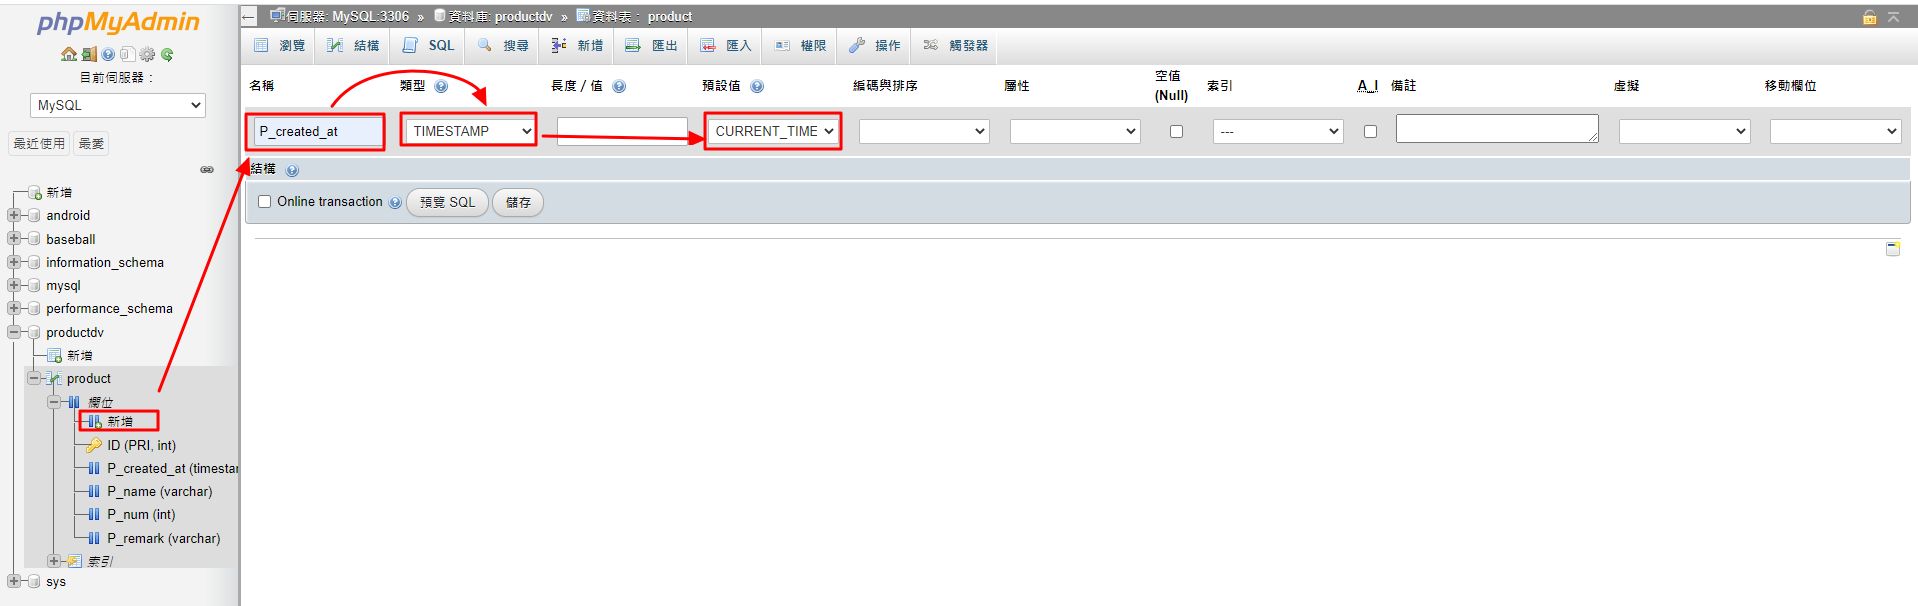 phpMyAdmin
目前伺服器：
MySQL
最近使用 最愛
新增
android
baseball
information_schema
mysql
performance_schema
productdv
新增
product
欄位
新增
ID (PRI, int)
P_created_at (timestar
P_name (varchar)
P_num (int)
P_remark (varchar)
索引
sys
伺服器: MySQL:3306 » 資料庫: productdv » 資料表： product
瀏覽 結構 SQL 搜尋 新增 匯出 匯入 權限 操作 觸發器
名稱 類型 長度 / 值 預設值 編碼與排序 屬性 空值 (Null) 索引 A_I 備註 虛擬 移動欄位
P_created_at TIMESTAMP CURRENT_TIME ---
結構
Online transaction 預覽 SQL 儲存